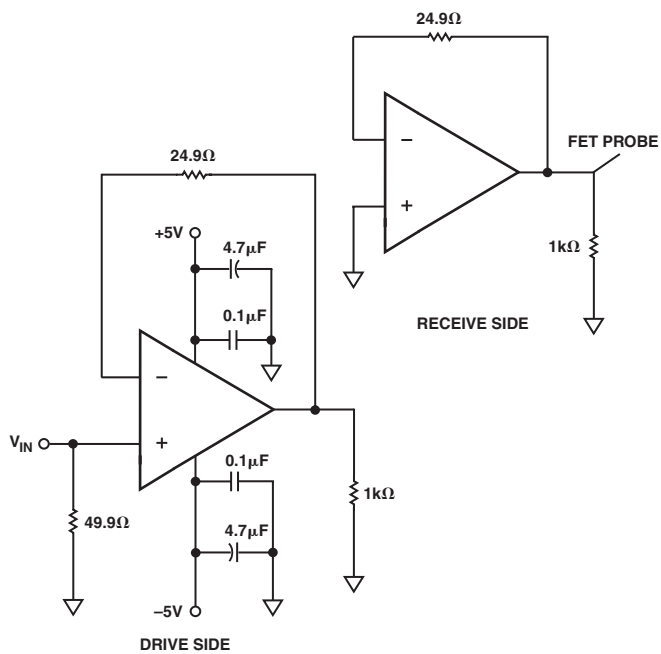 24.9Ω
FET PROBE
−
+
1kΩ
RECEIVE SIDE
24.9Ω
+5V
4.7µF
0.1µF
−
+
VIN
49.9Ω
0.1µF
4.7µF
1kΩ
–5V
DRIVE SIDE